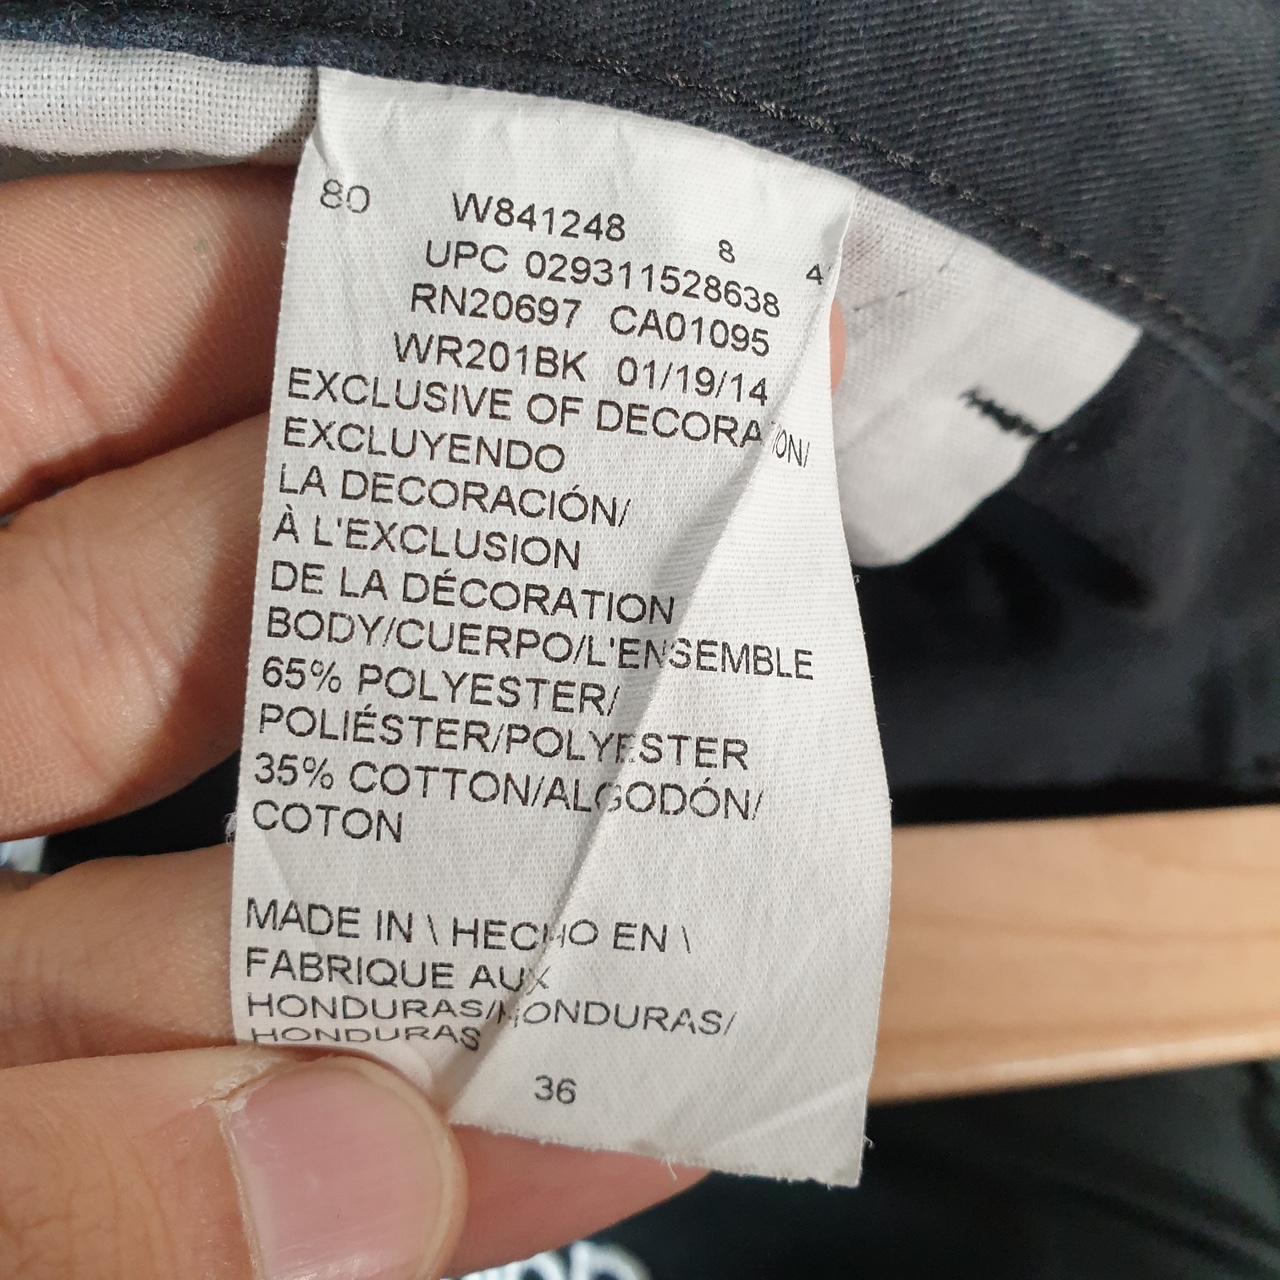 80 W841248 8
UPC 029311528638
RN20697 CA01095
WR201BK 01/19/14
EXCLUSIVE OF DECORATION/
EXCLUYENDO
LA DECORACIÓN/
À L'EXCLUSION
DE LA DÉCORATION
BODY/CUERPO/L'ENSEMBLE
65% POLYESTER/
POLIÉSTER/POLYESTER
35% COTTON/ALGODÓN/
COTON
MADE IN \ HECHO EN \
FABRIQUE AUX
HONDURAS/HONDURAS/
HONDURAS
36